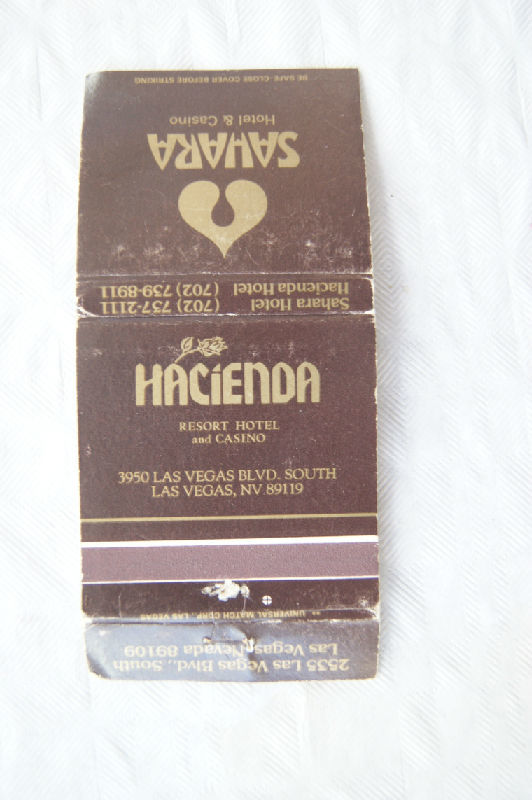 BE SAFE-CLOSE COVER BEFORE STRIKING
SAHARA
Hotel & Casino
Sahara Hotel (702) 737-2111
Hacienda Hotel (702) 739-8911
HACiENDA
RESORT HOTEL
and CASINO
3950 LAS VEGAS BLVD. SOUTH
LAS VEGAS, NV 89119
UNIVERSAL MATCH CORP., LAS VEGAS
2535 Las Vegas Blvd., South
Las Vegas, Nevada 89109